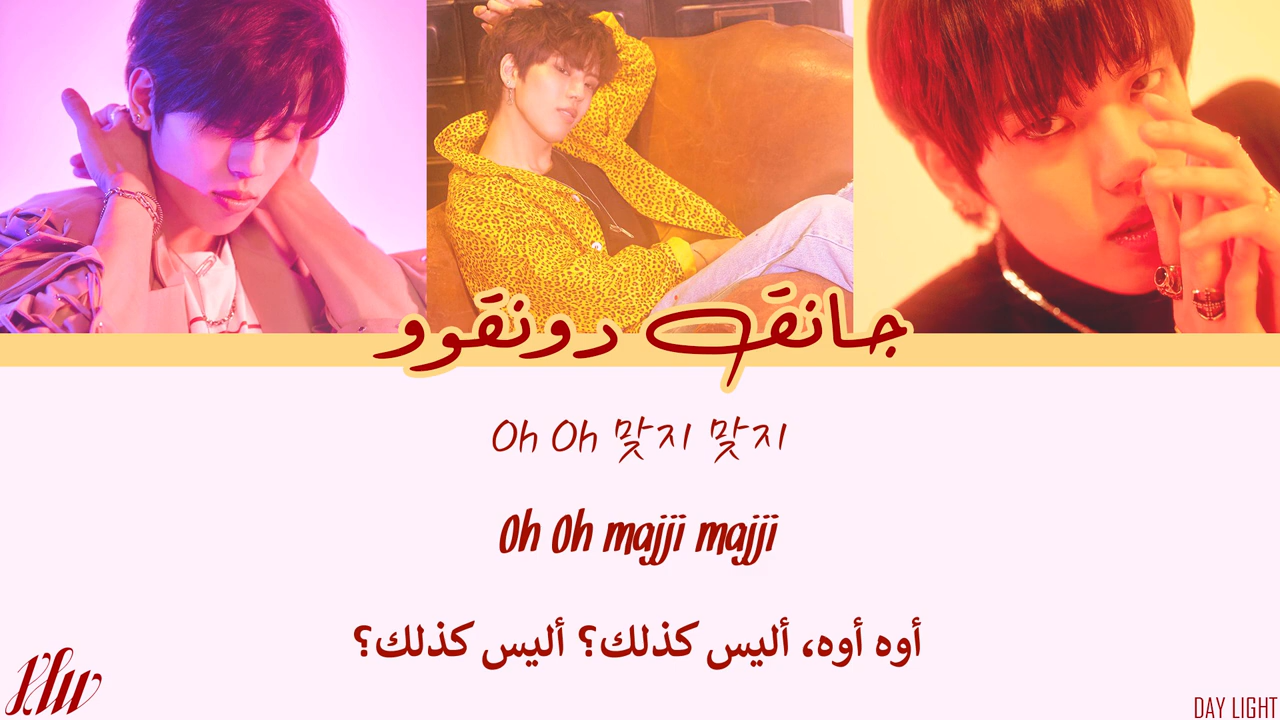 جانق دونقوو
Oh Oh 맞지 맞지
Oh Oh majji majji
أوه أوه، أليس كذلك؟ أليس كذلك؟
DAY LIGHT